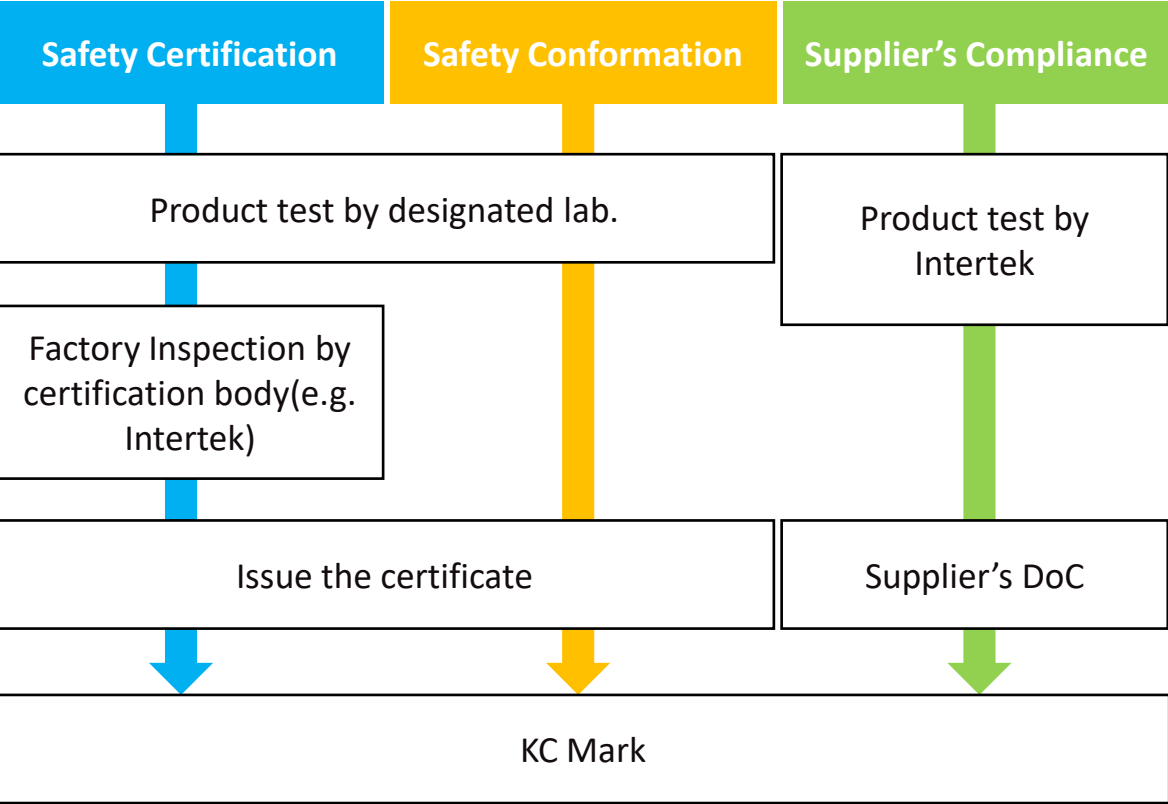 Safety Certification
Safety Conformation
Supplier’s Compliance
Product test by designated lab.
Product test by
Intertek
Factory Inspection by
certification body(e.g.
Intertek)
Issue the certificate
Supplier’s DoC
KC Mark